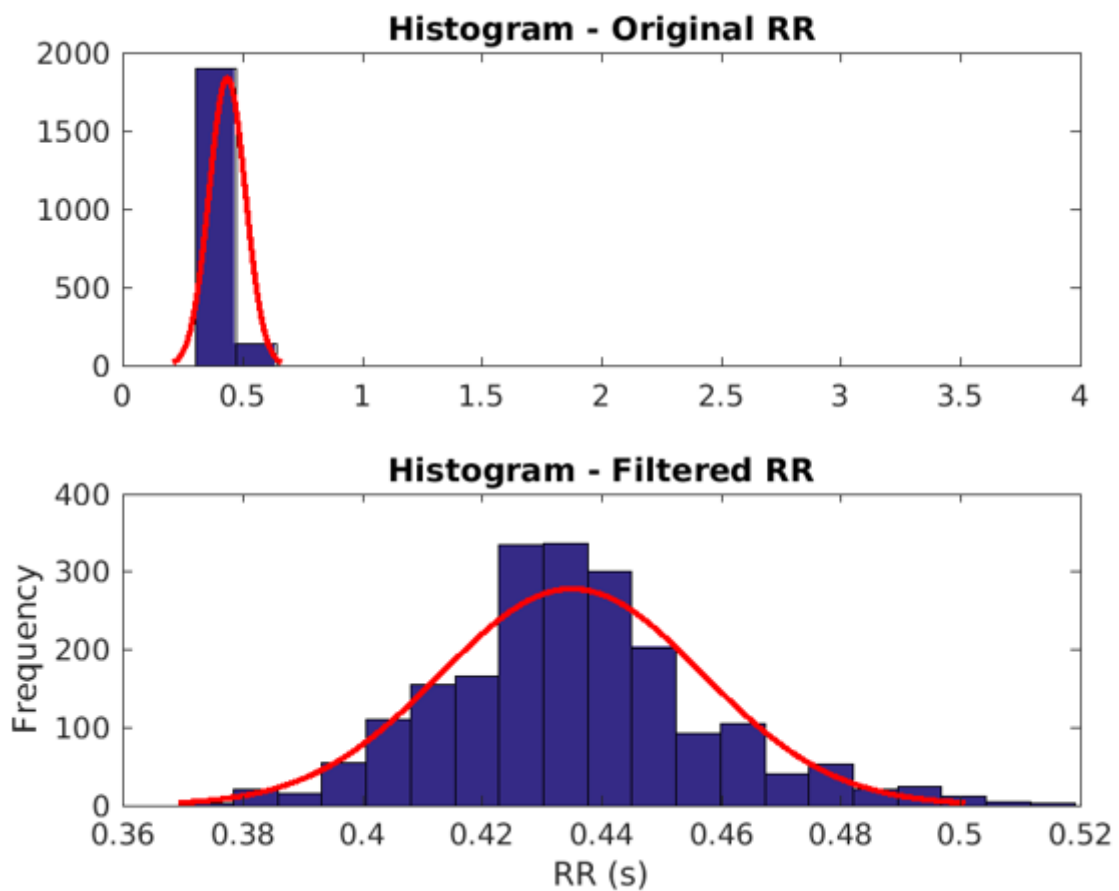 Histogram - Original RR
2000
1500
1000
500
0
0 0.5 1 1.5 2 2.5 3 3.5 4
Histogram - Filtered RR
400
300
200
100
0
Frequency
0.36 0.38 0.4 0.42 0.44 0.46 0.48 0.5 0.52
RR (s)